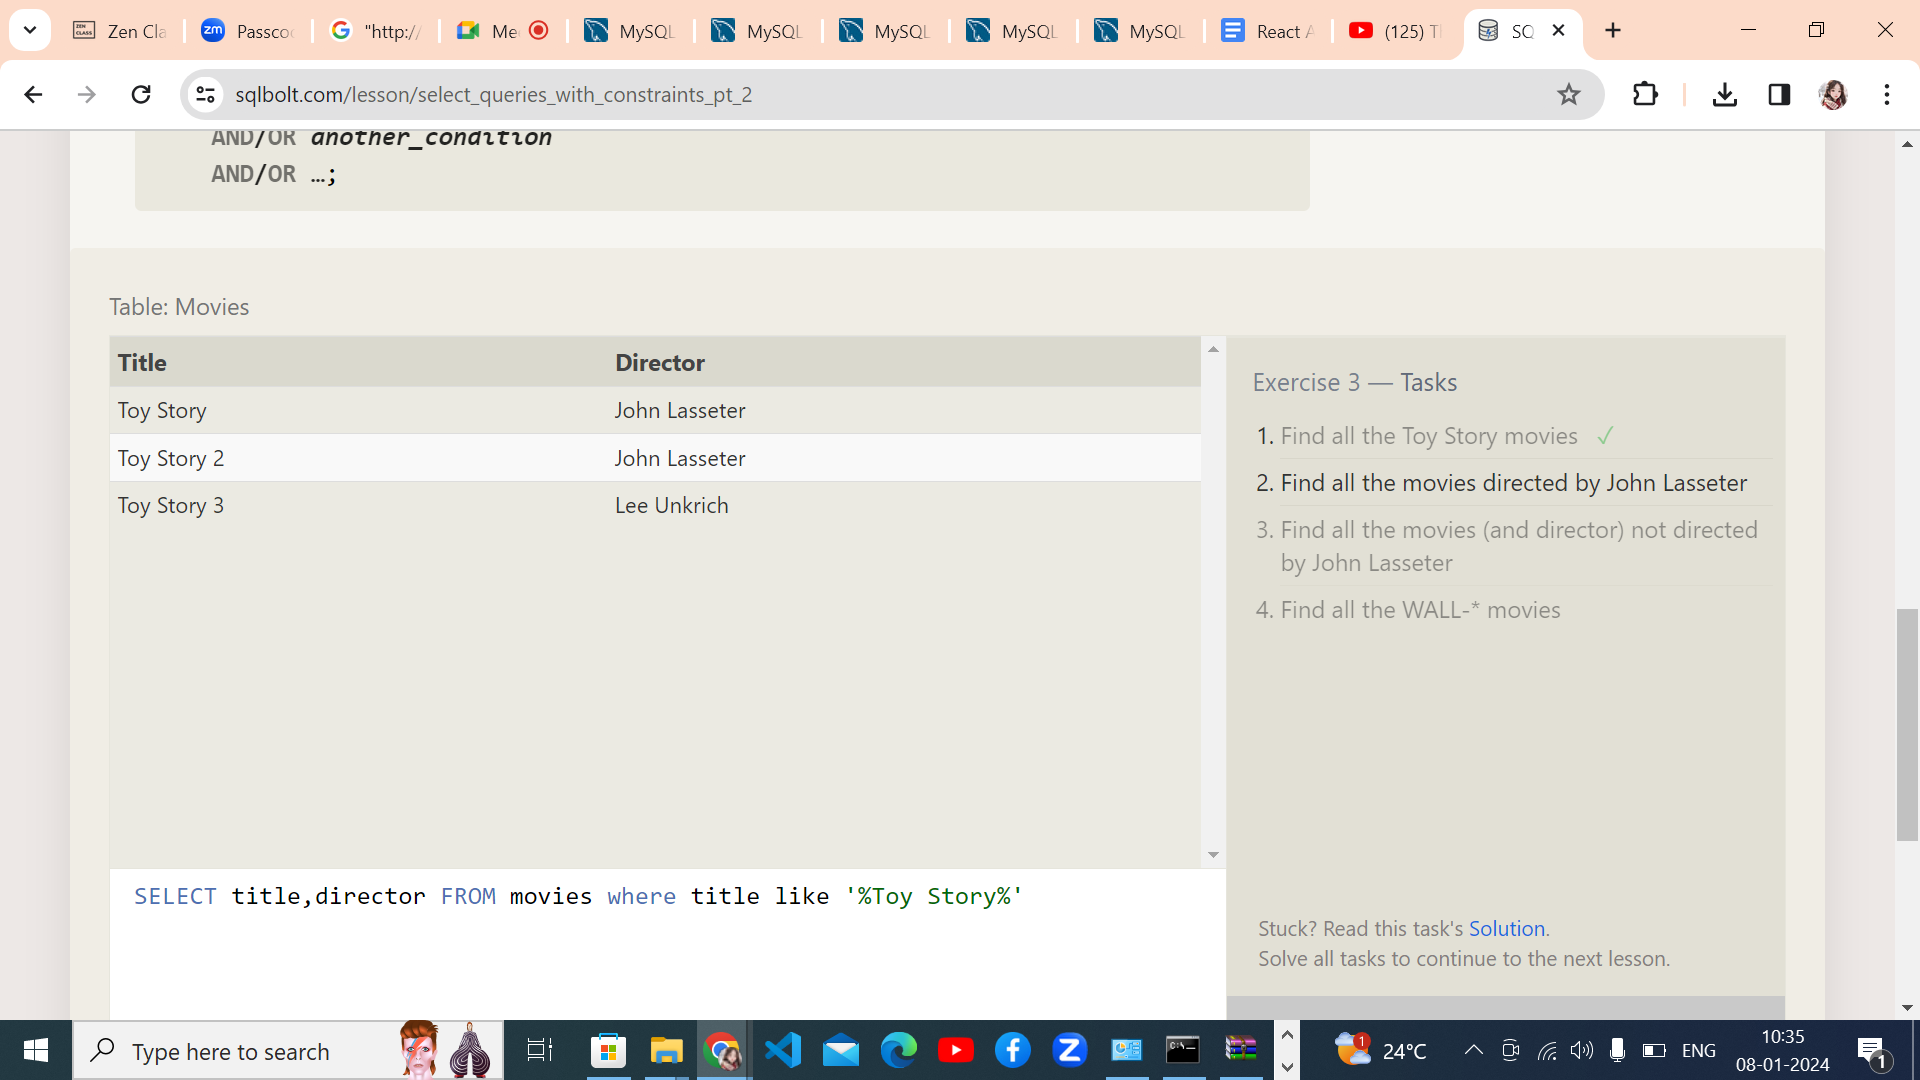 Zen Cla
zm Passco
"http://
Me
MySQL
MySQL
MySQL
MySQL
MySQL
React A
(125) T
SQ
sqlbolt.com/lesson/select_queries_with_constraints_pt_2
AND/OR another_condition
AND/OR …;
Table: Movies
Title Director
Toy Story John Lasseter
Toy Story 2 John Lasseter
Toy Story 3 Lee Unkrich
Exercise 3 — Tasks
1. Find all the Toy Story movies ✓
2. Find all the movies directed by John Lasseter
3. Find all the movies (and director) not directed
by John Lasseter
4. Find all the WALL-* movies
SELECT title,director FROM movies where title like '%Toy Story%'
Stuck? Read this task's Solution.
Solve all tasks to continue to the next lesson.
Type here to search
1
24°C
ENG
10:35
08-01-2024
1